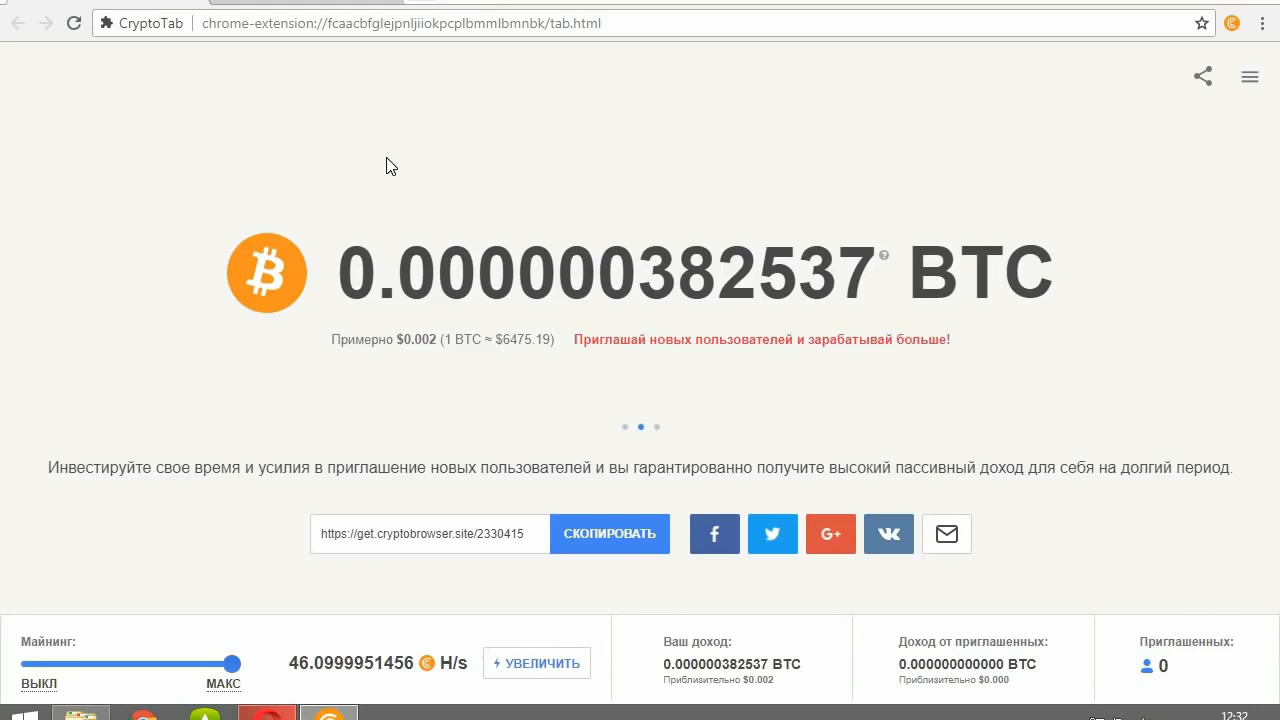 CryptoTab chrome-extension://fcaacbfglejpnljiiokpcplbmmlbmnbk/tab.html
0.000000382537 BTC
Примерно $0.002 (1 BTC ≈ $6475.19) Приглашай новых пользователей и зарабатывай больше!
Инвестируйте свое время и усилия в приглашение новых пользователей и вы гарантированно получите высокий пассивный доход для себя на долгий период.
https://get.cryptobrowser.site/2330415 СКОПИРОВАТЬ
Майнинг:
ВЫКЛ МАКС
46.0999951456 H/s УВЕЛИЧИТЬ
Ваш доход:
0.000000382537 BTC
Приблизительно $0.002
Доход от приглашенных:
0.000000000000 BTC
Приблизительно $0.000
Приглашенных:
0
12:32